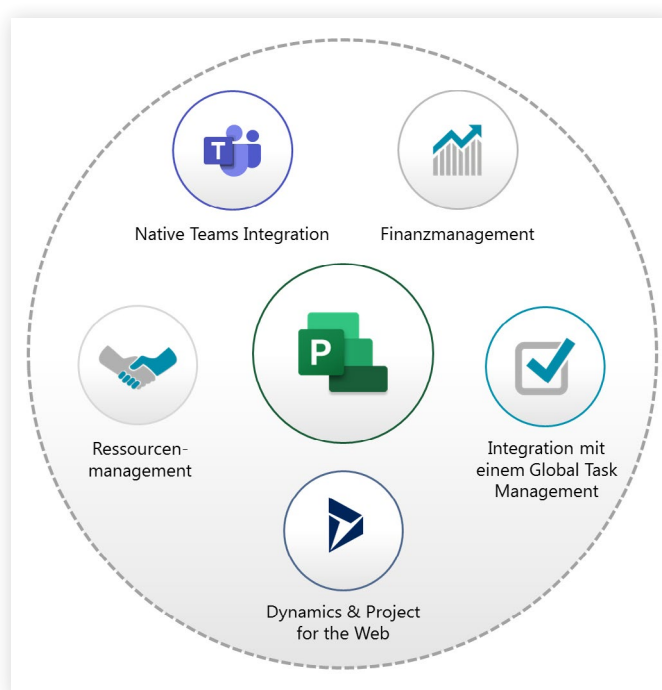 T
Native Teams Integration
Finanzmanagement
P
Ressourcen-
management
Integration mit
einem Global Task
Management
Dynamics & Project
for the Web